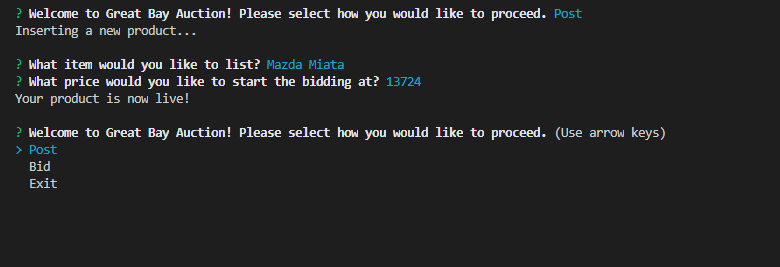 ? Welcome to Great Bay Auction! Please select how you would like to proceed. Post
Inserting a new product...
? What item would you like to list? Mazda Miata
? What price would you like to start the bidding at? 13724
Your product is now live!
? Welcome to Great Bay Auction! Please select how you would like to proceed. (Use arrow keys)
> Post
Bid
Exit